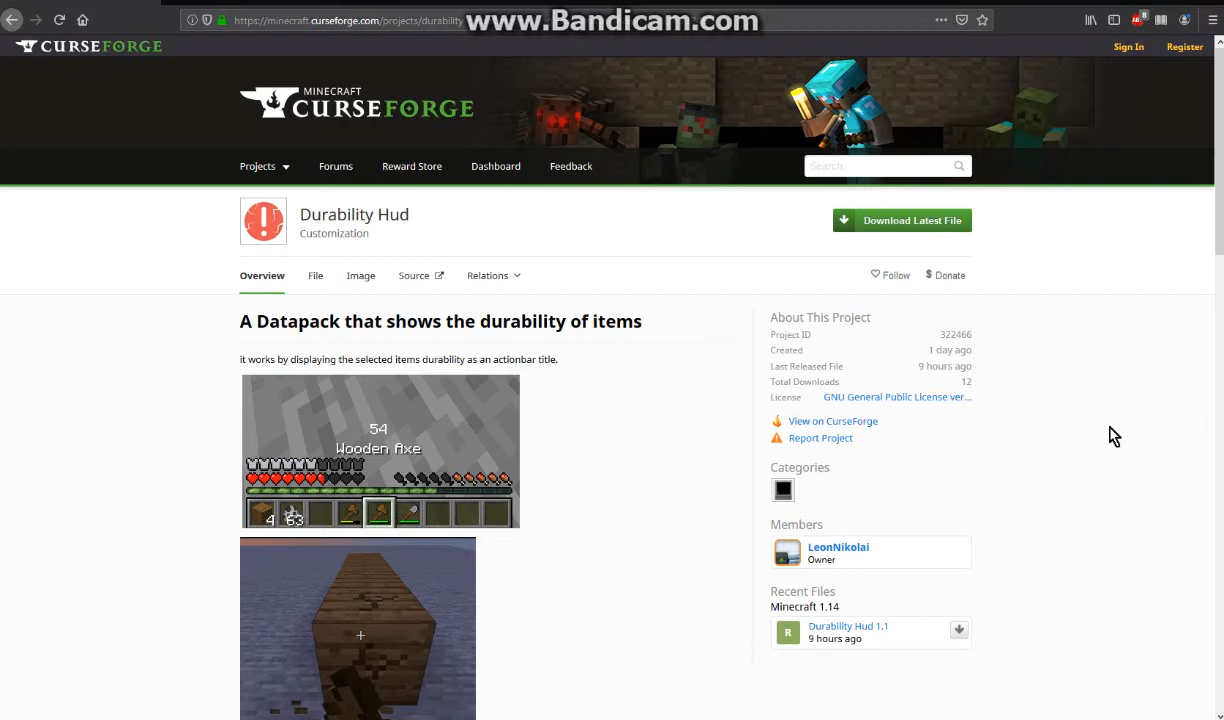 www.Bandicam.com
https://minecraft.curseforge.com/projects/durability
8
CURSEFORGE
Sign In
Register
MINECRAFT
CURSEFORGE
Projects
Forums
Reward Store
Dashboard
Feedback
Search.
Durability Hud
Customization
Download Latest File
Overview
File
Image
Source
Relations
Follow
$ Donate
A Datapack that shows the durability of items
it works by displaying the selected items durability as an actionbar title.
54
Wooden Axe
4
63
About This Project
Project ID 322466
Created 1 day ago
Last Released File 9 hours ago
Total Downloads 12
License GNU General Public License ver...
View on CurseForge
Report Project
Categories
Members
LeonNikolai
Owner
Recent Files
Minecraft 1.14
R
Durability Hud 1.1
9 hours ago